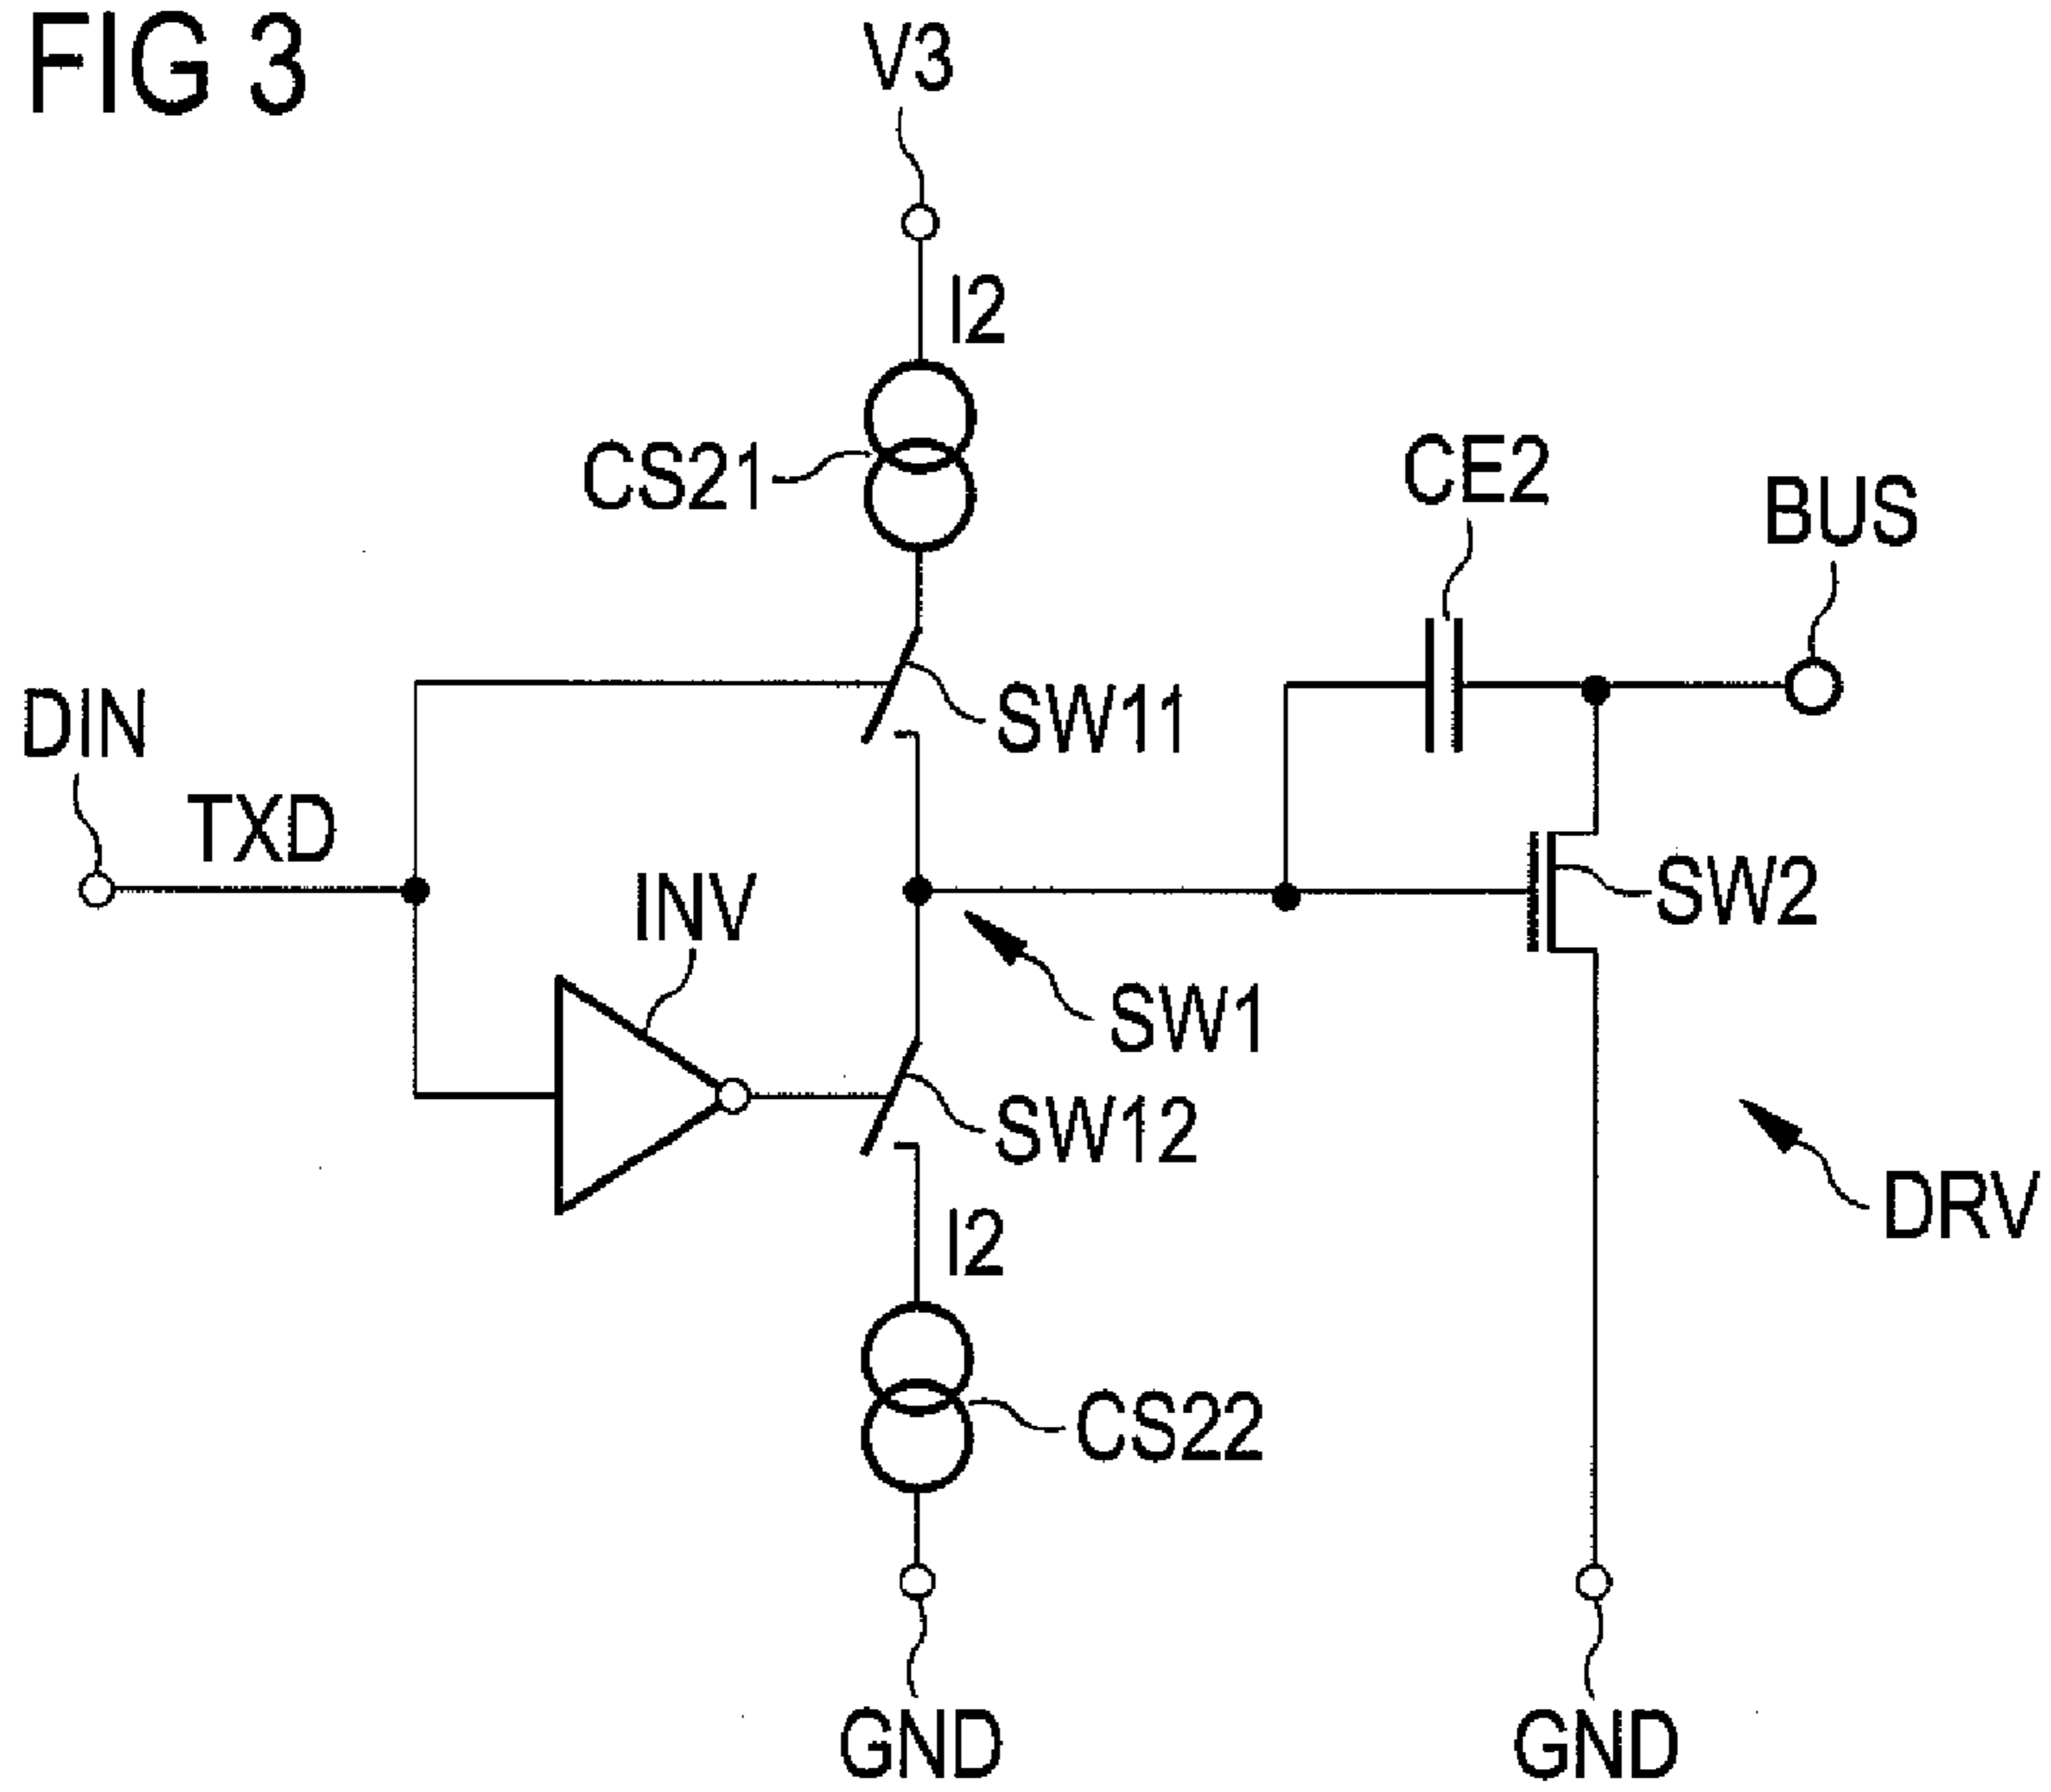 FIG 3
V3
I2
CS21
CE2
BUS
DIN
SW11
TXD
INV
SW2
SW1
SW12
DRV
I2
CS22
GND
GND